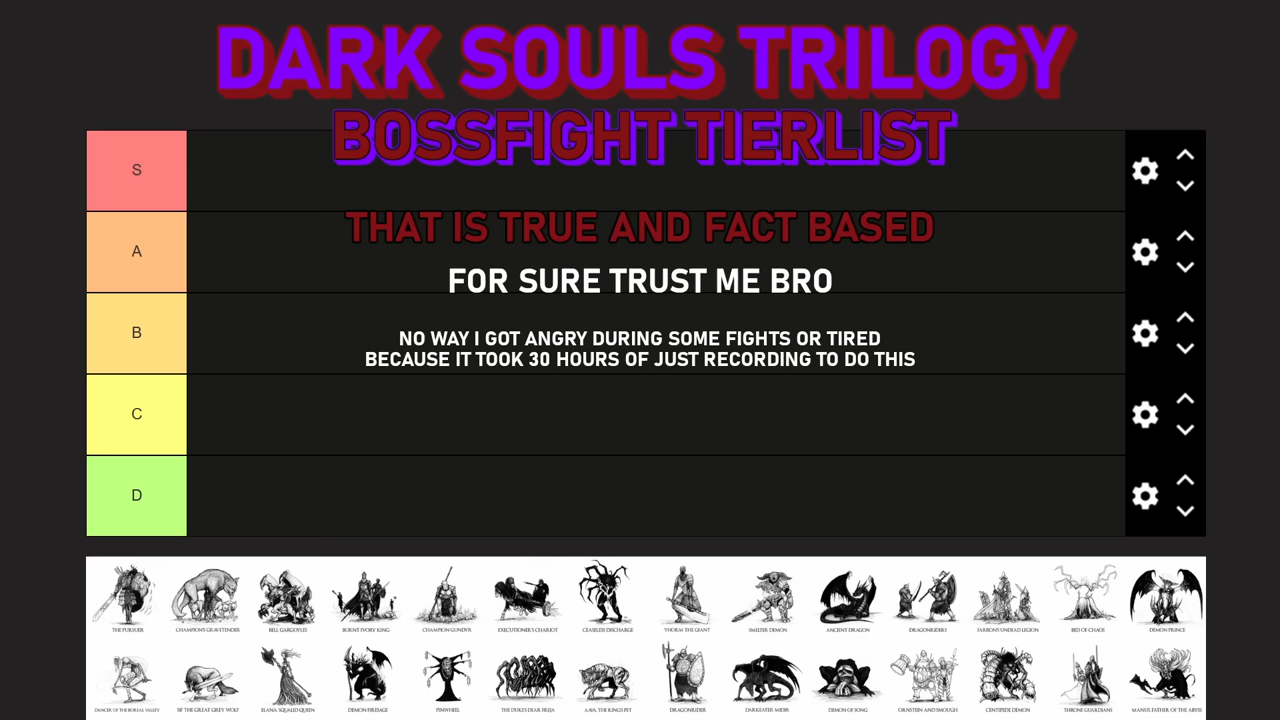 DARK SOULS TRILOGY
BOSSFIGHT TIERLIST
S
THAT IS TRUE AND FACT BASED
A
FOR SURE TRUST ME BRO
B
NO WAY I GOT ANGRY DURING SOME FIGHTS OR TIRED
BECAUSE IT TOOK 30 HOURS OF JUST RECORDING TO DO THIS
C
D
THE PURSUER CHAMPION'S GRAVETENDER BELL GARGOYLES BURNT IVORY KING CHAMPION GUNDYR EXECUTIONER'S CHARIOT CEASELESS DISCHARGE YHORM THE GIANT SMELTER DEMON ANCIENT DRAGON DRAGONRIDERS FARRON'S UNDEAD LEGION BED OF CHAOS DEMON PRINCE
DANCER OF THE BOREAL VALLEY SIF THE GREAT GREY WOLF ELANA, SQUALID QUEEN DEMON FIRESAGE PINWHEEL THE DUKE'S DEAR FREJA AAVA, THE KING'S PET DRAGONRIDER DARKEATER MIDIR DEMON OF SONG ORNSTEIN AND SMOUGH CENTIPEDE DEMON THRONE GUARDIANS MANUS, FATHER OF THE ABYSS